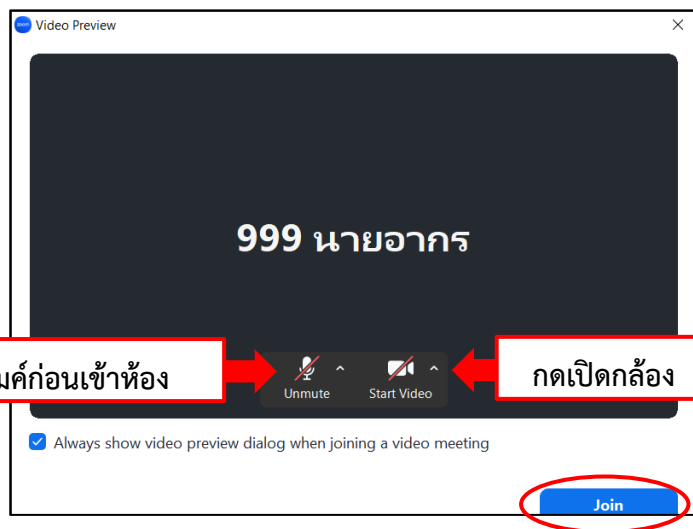 zoom
Video Preview
999 นายอากร
ก่อนเข้าห้อง
กดเปิดกล้อง
Unmute
Start Video
Always show video preview dialog when joining a video meeting
Join